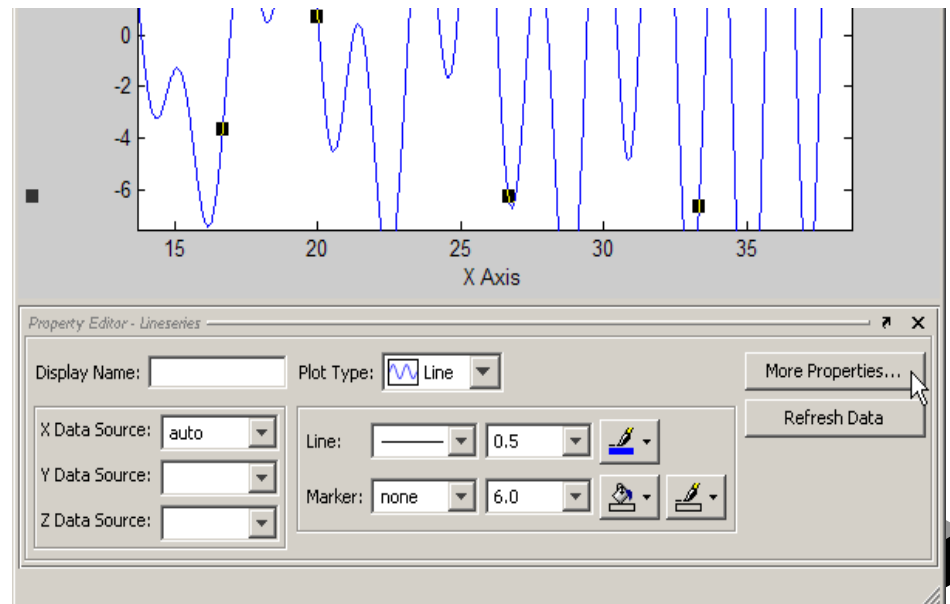 0
-2
-4
-6
15 20 25 30 35
X Axis
Property Editor - Lineseries
Display Name: Plot Type: Line More Properties...
X Data Source: auto Line: 0.5 Refresh Data
Y Data Source:
Marker: none 6.0
Z Data Source: